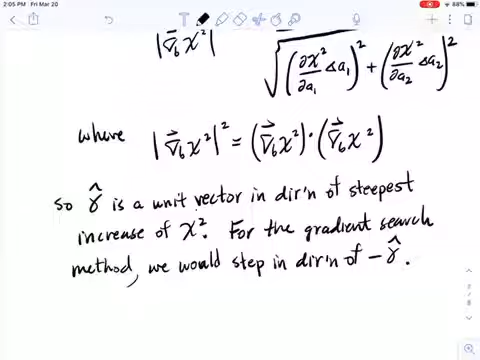 2:05 PM Fri Mar 20
88%
|∇⃗_b χ²|
√((∂χ²/∂a₁ Δa₁)² + (∂χ²/∂a₂ Δa₂)²)
where |∇⃗_b χ²|² = (∇⃗_b χ²)·(∇⃗_b χ²)
So γ̂ is a unit vector in dir'n of steepest
increase of χ². For the gradient search
method, we would step in dir'n of −γ̂.